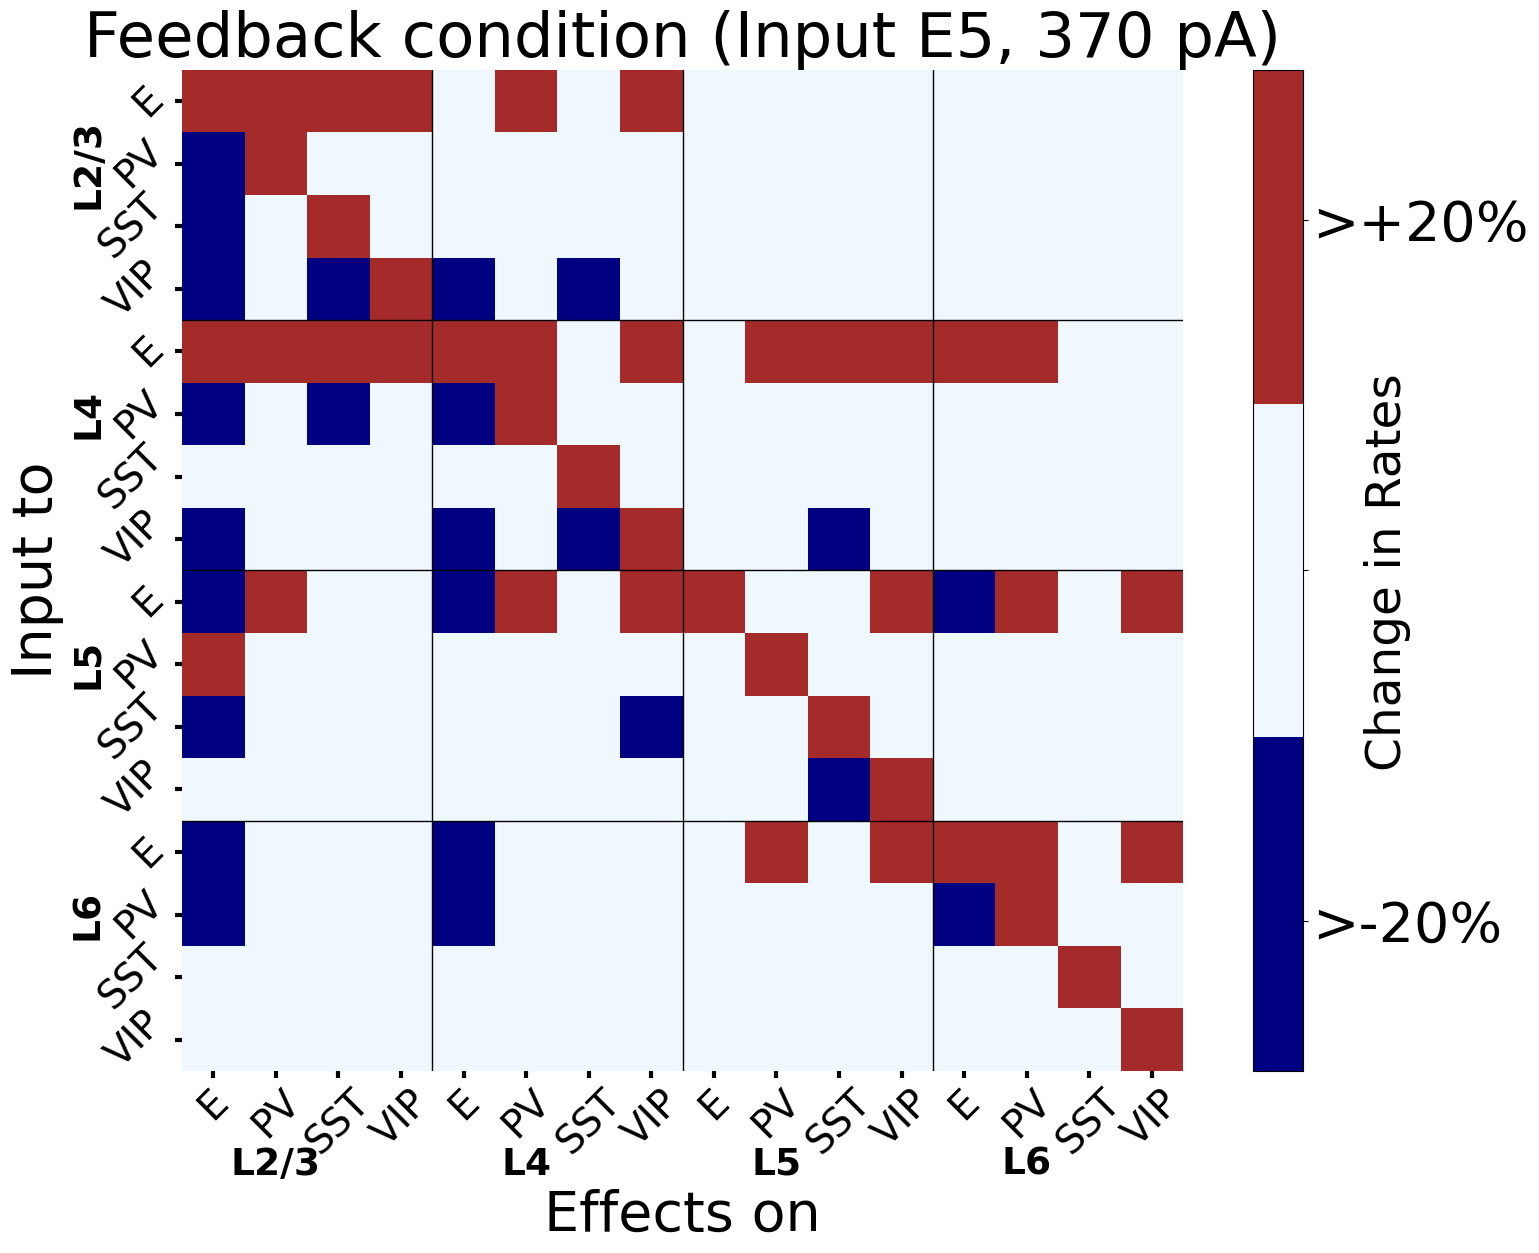 Feedback condition (Input E5, 370 pA)
Input to
L2/3
E
PV
SST
VIP
L4
E
PV
SST
VIP
L5
E
PV
SST
VIP
L6
E
PV
SST
VIP
E PV SST VIP E PV SST VIP E PV SST VIP E PV SST VIP
L2/3 L4 L5 L6
Effects on
>+20%
>-20%
Change in Rates